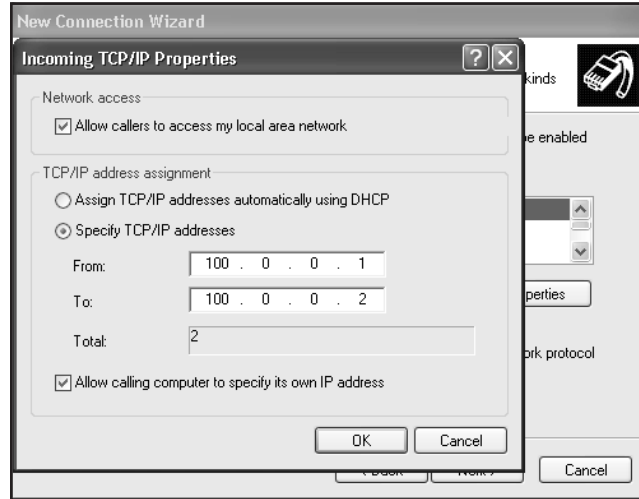 New Connection Wizard
Incoming TCP/IP Properties
kinds
Network access
Allow callers to access my local area network
be enabled
TCP/IP address assignment
Assign TCP/IP addresses automatically using DHCP
Specify TCP/IP addresses
From: 100 . 0 . 0 . 1
To: 100 . 0 . 0 . 2
perties
Total: 2
ork protocol
Allow calling computer to specify its own IP address
OK Cancel
Cancel